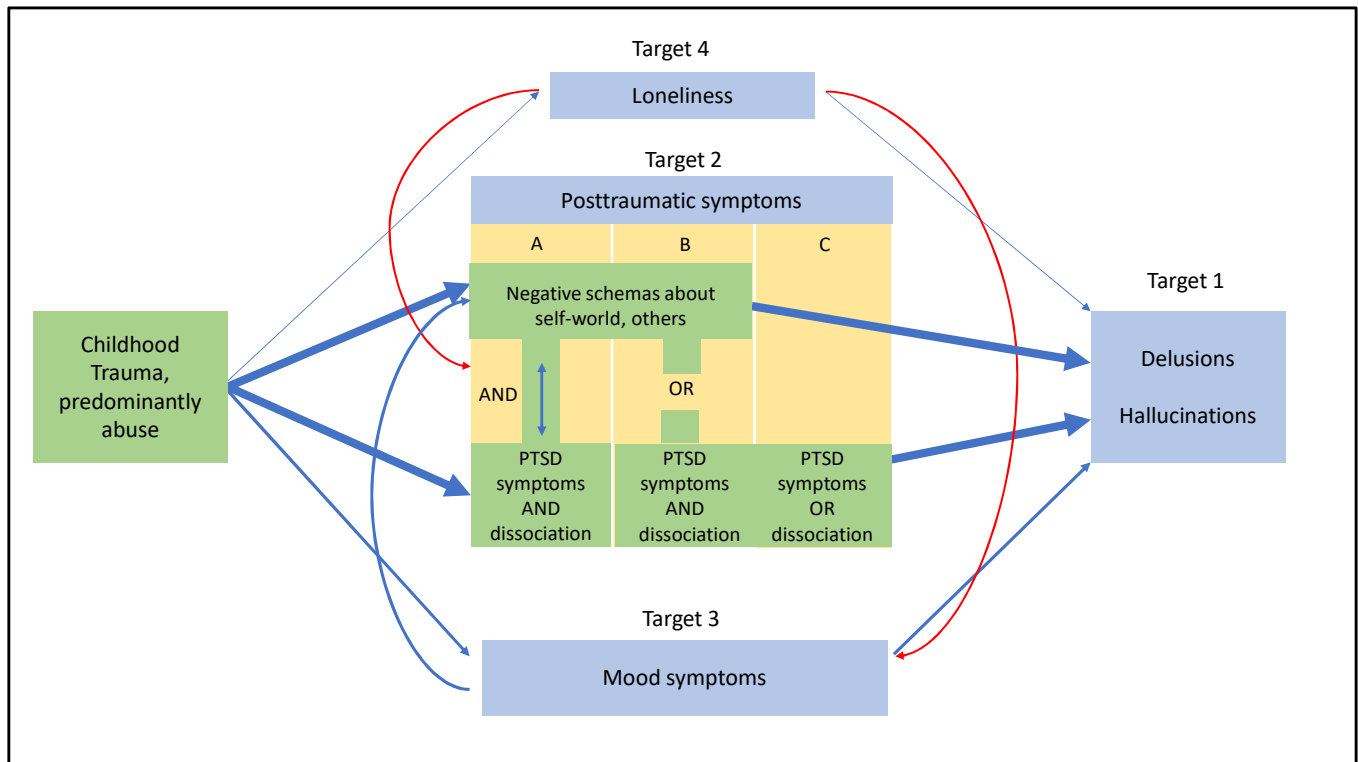 Target 4
Loneliness
Target 2
Posttraumatic symptoms
A
B
C
Negative schemas about
self-world, others
AND
OR
PTSD
symptoms
AND
dissociation
PTSD
symptoms
AND
dissociation
PTSD
symptoms
OR
dissociation
Childhood
Trauma,
predominantly
abuse
Target 1
Delusions
Hallucinations
Target 3
Mood symptoms